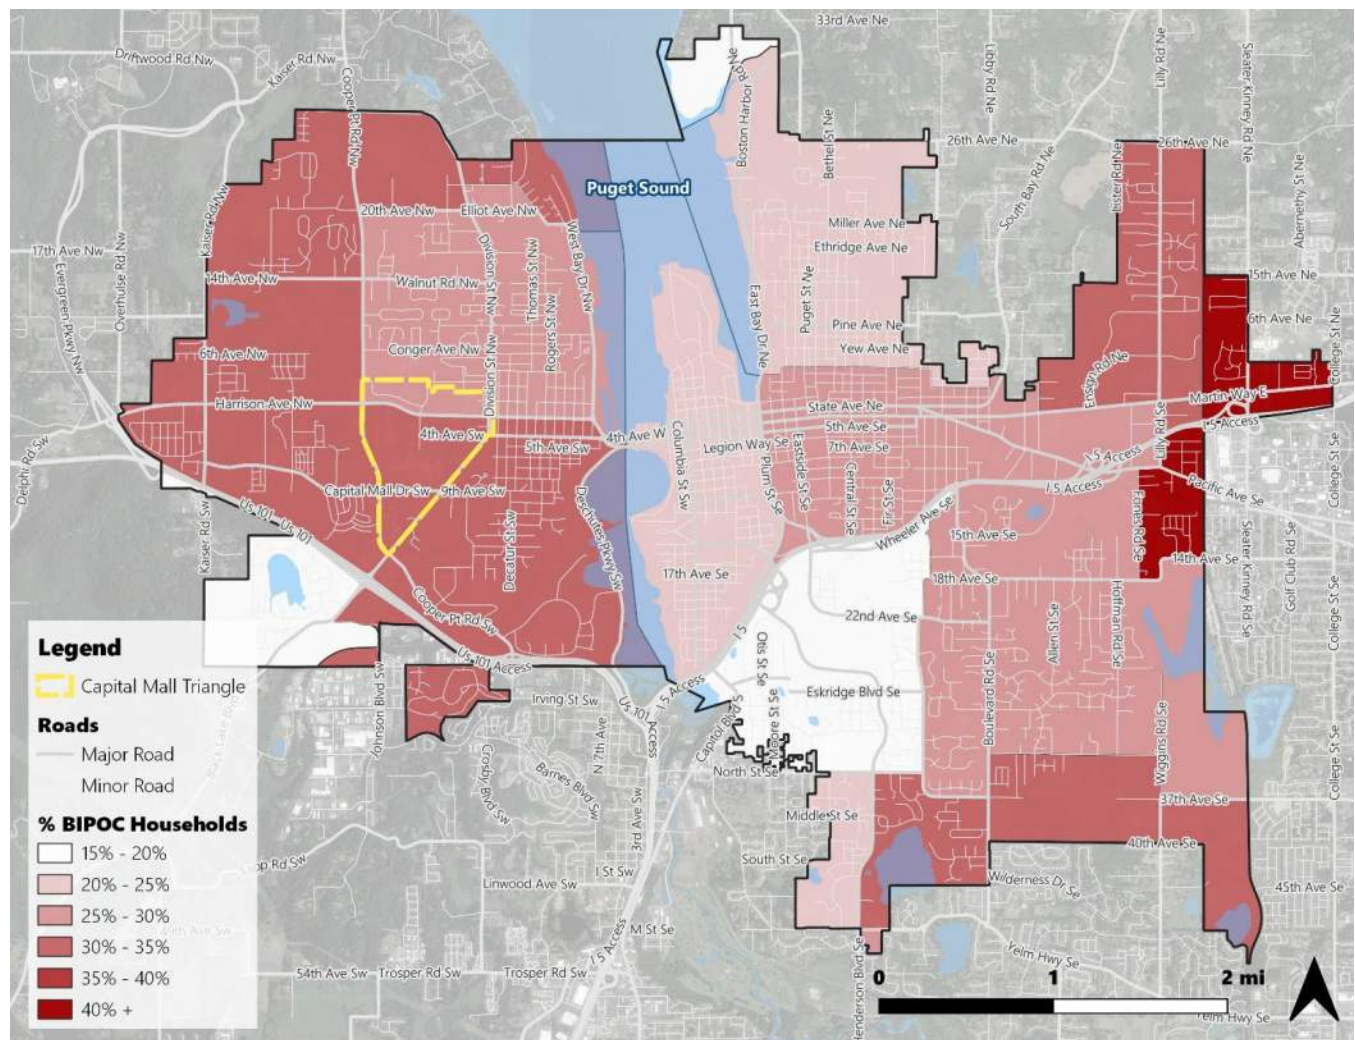 33rd Ave Ne
Driftwood Rd Nw
Kaiser Rd Nw
Cooper Pt Rd Nw
Rd Ne
Boston Harbor
Libby Rd Ne
Lilly Rd Ne
Seater Kinney Rd Ne
Bethel St Ne
26th Ave Ne
26th Ave Ne
South Bay Rd Ne
Lister Rd Ne
Abernethy St Ne
Puget Sound
Kaiser Rd Nw
20th Ave Nw
Elliot Ave Nw
West Bay Dr Nw
Miller Ave Ne
Ethridge Ave Ne
17th Ave Nw
Overhulse Rd Nw
Evergreen Pkwy Nw
14th Ave Nw
Walnut Rd Nw
Division St Nw
Thomas St Nw
Rogers St Nw
East Bay Dr Ne
Puget St Ne
15th Ave Ne
6th Ave Ne
College St Ne
Pine Ave Ne
Yew Ave Ne
6th Ave Nw
Conger Ave Nw
Division St Nw
Ensign Rd Ne
Martin Way E
Harrison Ave Nw
State Ave Ne
4th Ave Sw
5th Ave Sw
4th Ave W
Columbia St Sw
Legion Way Se
5th Ave Se
7th Ave Se
Lilly Rd Se
I 5 Access
Delphi Rd Sw
I 5 Access
I 5 Access
Pacific Ave Se
College St Se
Capital Mall Dr Sw
9th Ave Sw
Deschutes Pkwy Sw
Plum St Se
Eastside St Se
Central St Se
Fir St Se
Wheeler Ave Se
Fones Rd Se
Us 101
Us 101
Kaiser Rd Sw
Decatur St Sw
15th Ave Se
14th Ave Se
Seater Kinney Rd Se
Golf Club Rd Se
College St Se
17th Ave Se
18th Ave Se
Hoffman Rd Se
Cooper Pt Rd Sw
I 5
22nd Ave Se
Allen St Se
Otis St Se
Boulevard Rd Se
Us 101 Access
Johnson Blvd Sw
Irving St Sw
Us 101 Access
I 5 Access
Capitol Blvd S
Moore St Se
Eskridge Blvd Se
Wiggins Rd Se
College St Se
Crosby Blvd Sw
Barnes Blvd Sw
N 7th Ave
North St Se
37th Ave Se
3rd Ave Sw
Middle St Se
40th Ave Se
South St Se
I St Sw
Linwood Ave Sw
Wilderness Dr Se
45th Ave Se
M St Se
I 5 Access
Henderson Blvd Se
Yelm Hwy Se
54th Ave Sw
Trosper Rd Sw
Trosper Rd Sw
Yelm Hwy Se
Legend
Capital Mall Triangle
Roads
Major Road
Minor Road
% BIPOC Households
15% - 20%
20% - 25%
25% - 30%
30% - 35%
35% - 40%
40% +
0 1 2 mi